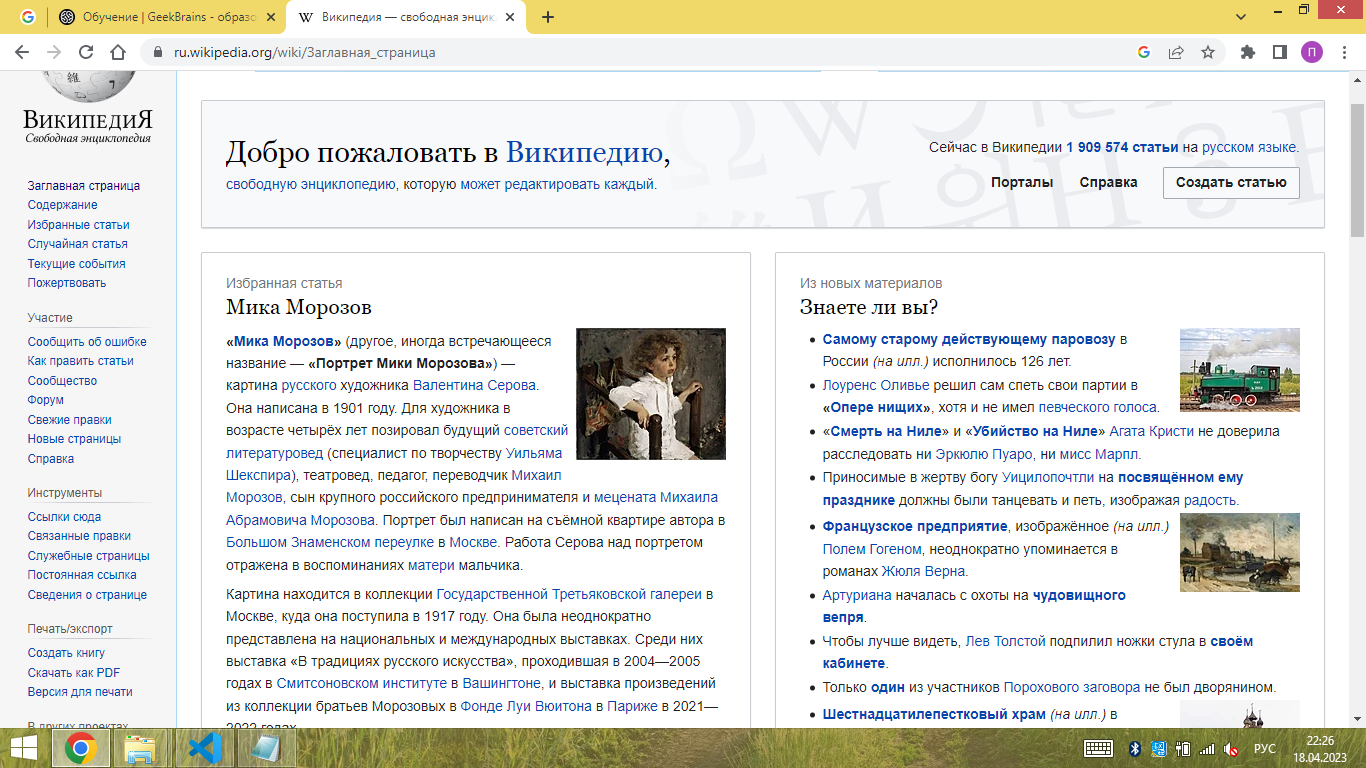 Обучение | GeekBrains - образо
Википедия — свободная энцик
ru.wikipedia.org/wiki/Заглавная_страница
П
ВикипедиЯ
Свободная энциклопедия
Заглавная страница
Содержание
Избранные статьи
Случайная статья
Текущие события
Пожертвовать
Участие
Сообщить об ошибке
Как править статьи
Сообщество
Форум
Свежие правки
Новые страницы
Справка
Инструменты
Ссылки сюда
Связанные правки
Служебные страницы
Постоянная ссылка
Сведения о странице
Печать/экспорт
Создать книгу
Скачать как PDF
Версия для печати
В других проектах
Добро пожаловать в Википедию,
свободную энциклопедию, которую может редактировать каждый.
Сейчас в Википедии 1 909 574 статьи на русском языке.
Порталы Справка Создать статью
Избранная статья
Мика Морозов
«Мика Морозов» (другое, иногда встречающееся
название — «Портрет Мики Морозова») —
картина русского художника Валентина Серова.
Она написана в 1901 году. Для художника в
возрасте четырёх лет позировал будущий советский
литературовед (специалист по творчеству Уильяма
Шекспира), театровед, педагог, переводчик Михаил
Морозов, сын крупного российского предпринимателя и мецената Михаила
Абрамовича Морозова. Портрет был написан на съёмной квартире автора в
Большом Знаменском переулке в Москве. Работа Серова над портретом
отражена в воспоминаниях матери мальчика.
Картина находится в коллекции Государственной Третьяковской галереи в
Москве, куда она поступила в 1917 году. Она была неоднократно
представлена на национальных и международных выставках. Среди них
выставка «В традициях русского искусства», проходившая в 2004—2005
годах в Смитсоновском институте в Вашингтоне, и выставка произведений
из коллекции братьев Морозовых в Фонде Луи Вюитона в Париже в 2021—
2022 годах
Из новых материалов
Знаете ли вы?
Самому старому действующему паровозу в
России (на илл.) исполнилось 126 лет.
Лоуренс Оливье решил сам спеть свои партии в
«Опере нищих», хотя и не имел певческого голоса.
«Смерть на Ниле» и «Убийство на Ниле» Агата Кристи не доверила
расследовать ни Эркюлю Пуаро, ни мисс Марпл.
Приносимые в жертву богу Уицилопочтли на посвящённом ему
празднике должны были танцевать и петь, изображая радость.
Французское предприятие, изображённое (на илл.)
Полем Гогеном, неоднократно упоминается в
романах Жюля Верна.
Артуриана началась с охоты на чудовищного
вепря.
Чтобы лучше видеть, Лев Толстой подпилил ножки стула в своём
кабинете.
Только один из участников Порохового заговора не был дворянином.
Шестнадцатилепестковый храм (на илл.) в
РУС
22:26
18.04.2023